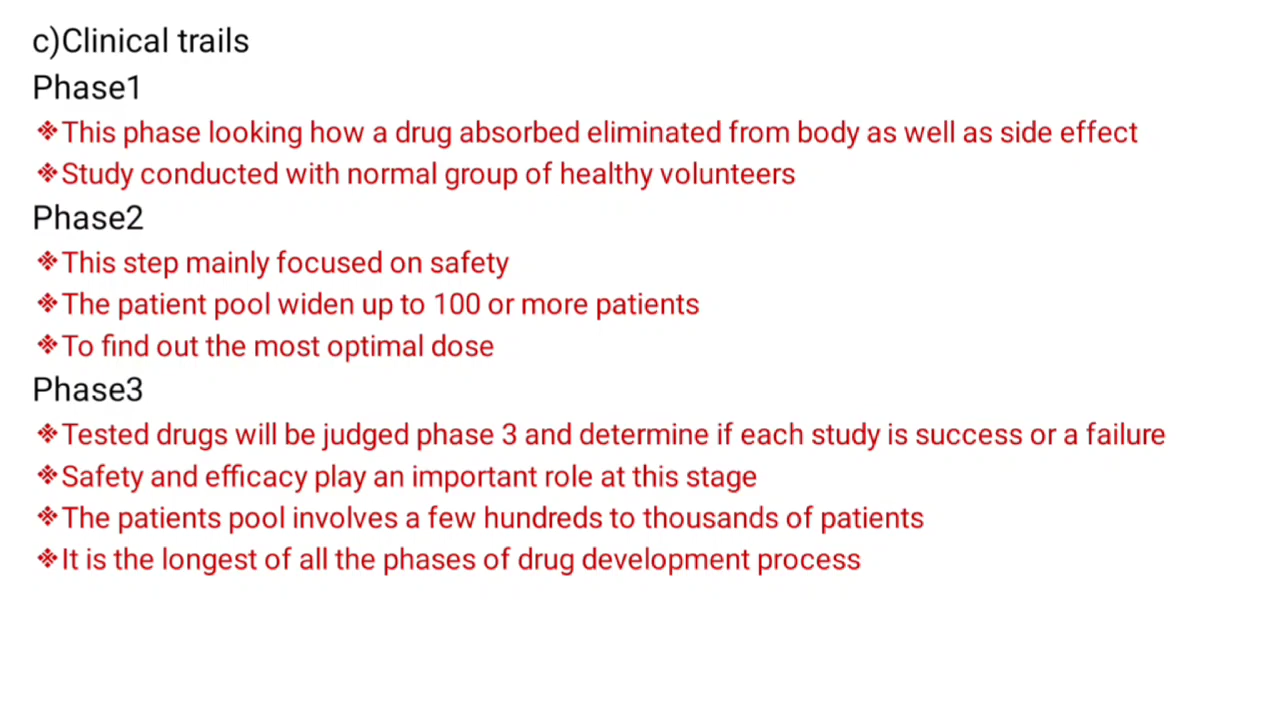 c)Clinical trails
Phase1
❖This phase looking how a drug absorbed eliminated from body as well as side effect
❖Study conducted with normal group of healthy volunteers
Phase2
❖This step mainly focused on safety
❖The patient pool widen up to 100 or more patients
❖To find out the most optimal dose
Phase3
❖Tested drugs will be judged phase 3 and determine if each study is success or a failure
❖Safety and efficacy play an important role at this stage
❖The patients pool involves a few hundreds to thousands of patients
❖It is the longest of all the phases of drug development process